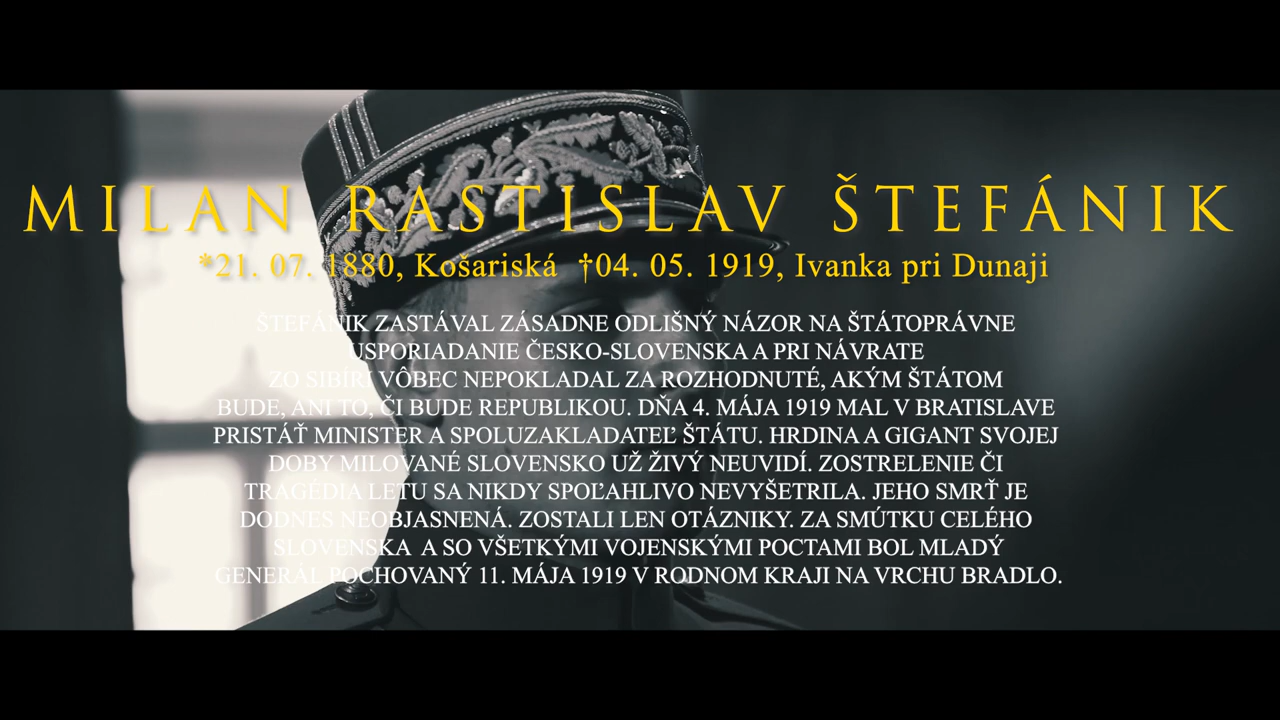 MILAN RASTISLAV ŠTEFÁNIK
*21. 07. 1880, Košariská †04. 05. 1919, Ivanka pri Dunaji
ŠTEFÁNIK ZASTÁVAL ZÁSADNE ODLIŠNÝ NÁZOR NA ŠTÁTOPRÁVNE
USPORIADANIE ČESKO-SLOVENSKA A PRI NÁVRATE
ZO SIBÍRI VÔBEC NEPOKLADAL ZA ROZHODNUTÉ, AKÝM ŠTÁTOM
BUDE, ANI TO, ČI BUDE REPUBLIKOU. DŇA 4. MÁJA 1919 MAL V BRATISLAVE
PRISTÁŤ MINISTER A SPOLUZAKLADATEĽ ŠTÁTU. HRDINA A GIGANT SVOJEJ
DOBY MILOVANÉ SLOVENSKO UŽ ŽIVÝ NEUVIDÍ. ZOSTRELENIE ČI
TRAGÉDIA LETU SA NIKDY SPOĽAHLIVO NEVYŠETRILA. JEHO SMRŤ JE
DODNES NEOBJASNENÁ. ZOSTALI LEN OTÁZNIKY. ZA SMÚTKU CELÉHO
SLOVENSKA A SO VŠETKÝMI VOJENSKÝMI POCTAMI BOL MLADÝ
GENERÁL POCHOVANÝ 11. MÁJA 1919 V RODNOM KRAJI NA VRCHU BRADLO.